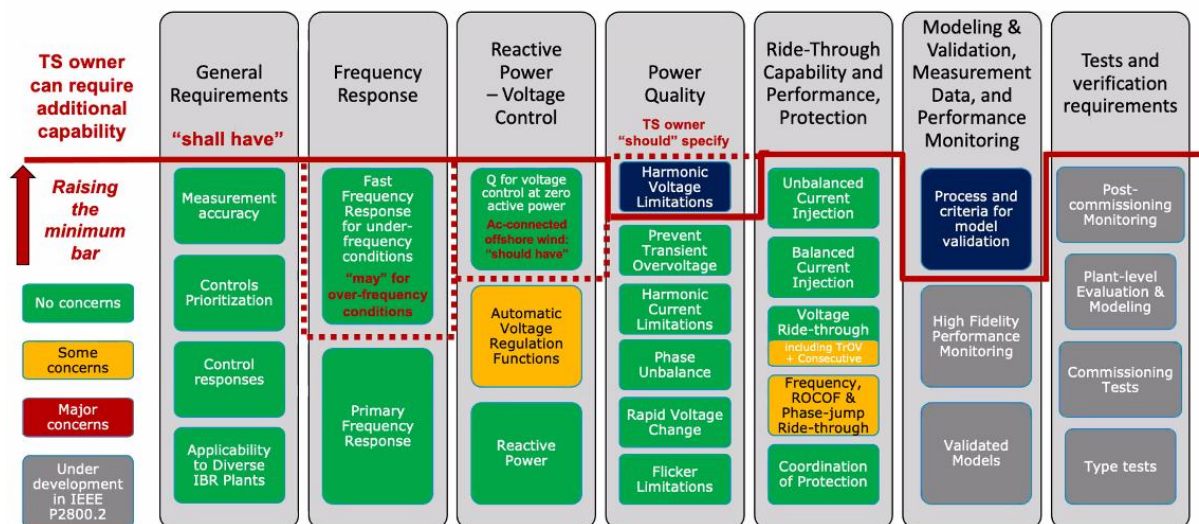 TS owner
can require
additional
capability
Raising
the
minimum
bar
No concerns
Some
concerns
Major
concerns
Under
development
in IEEE
P2800.2
General
Requirements
“shall have”
Measurement
accuracy
Controls
Prioritization
Control
responses
Applicability
to Diverse
IBR Plants
Frequency
Response
Fast
Frequency
Response
for under-
frequency
conditions
“may” for
over-frequency
conditions
Primary
Frequency
Response
Reactive
Power
– Voltage
Control
Q for voltage
control at zero
active power
Ac-connected
offshore wind:
“should have”
Automatic
Voltage
Regulation
Functions
Reactive
Power
Power
Quality
TS owner
“should” specify
Harmonic
Voltage
Limitations
Prevent
Transient
Overvoltage
Harmonic
Current
Limitations
Phase
Unbalance
Rapid Voltage
Change
Flicker
Limitations
Ride-Through
Capability and
Performance,
Protection
Unbalanced
Current
Injection
Balanced
Current
Injection
Voltage
Ride-through
including TrOV
+ Consecutive
Frequency,
ROCOF &
Phase-jump
Ride-through
Coordination
of Protection
Modeling &
Validation,
Measurement
Data, and
Performance
Monitoring
Process and
criteria for
model
validation
High Fidelity
Performance
Monitoring
Validated
Models
Tests and
verification
requirements
Post-
commissioning
Monitoring
Plant-level
Evaluation &
Modeling
Commissioning
Tests
Type tests